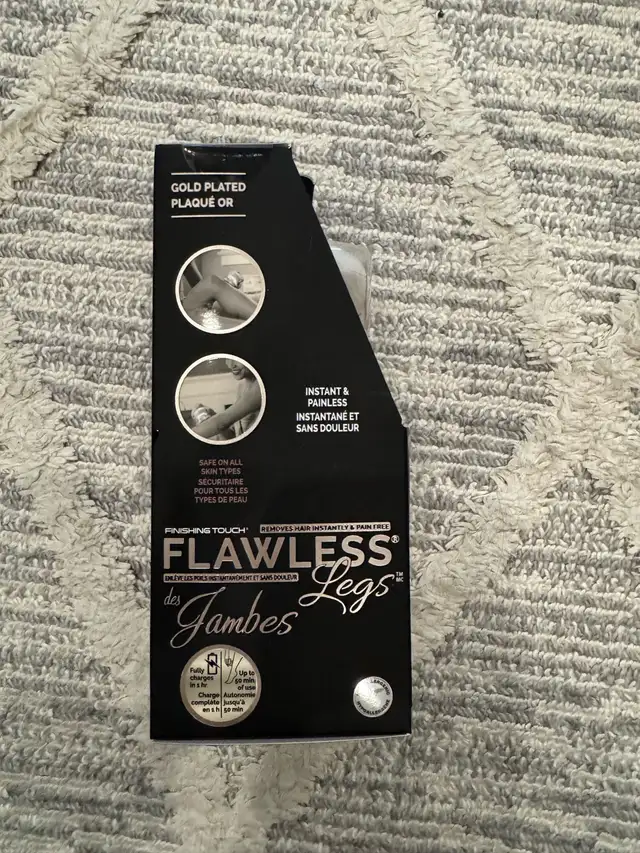 GOLD PLATED
PLAQUÉ OR
INSTANT &
PAINLESS
INSTANTANÉ ET
SANS DOULEUR
SAFE ON ALL
SKIN TYPES
SÉCURITAIRE
POUR TOUS LES
TYPES DE PEAU
FINISHING TOUCH®
REMOVES HAIR INSTANTLY & PAIN FREE
FLAWLESS®
ENLÈVE LES POILS INSTANTANÉMENT ET SANS DOULEUR
Legs™
MC
des
Jambes
Fully
charges
in 1 hr
Up to
50 min
of use
Charge
complète
en 1 h
Autonomie
jusqu'à
50 min